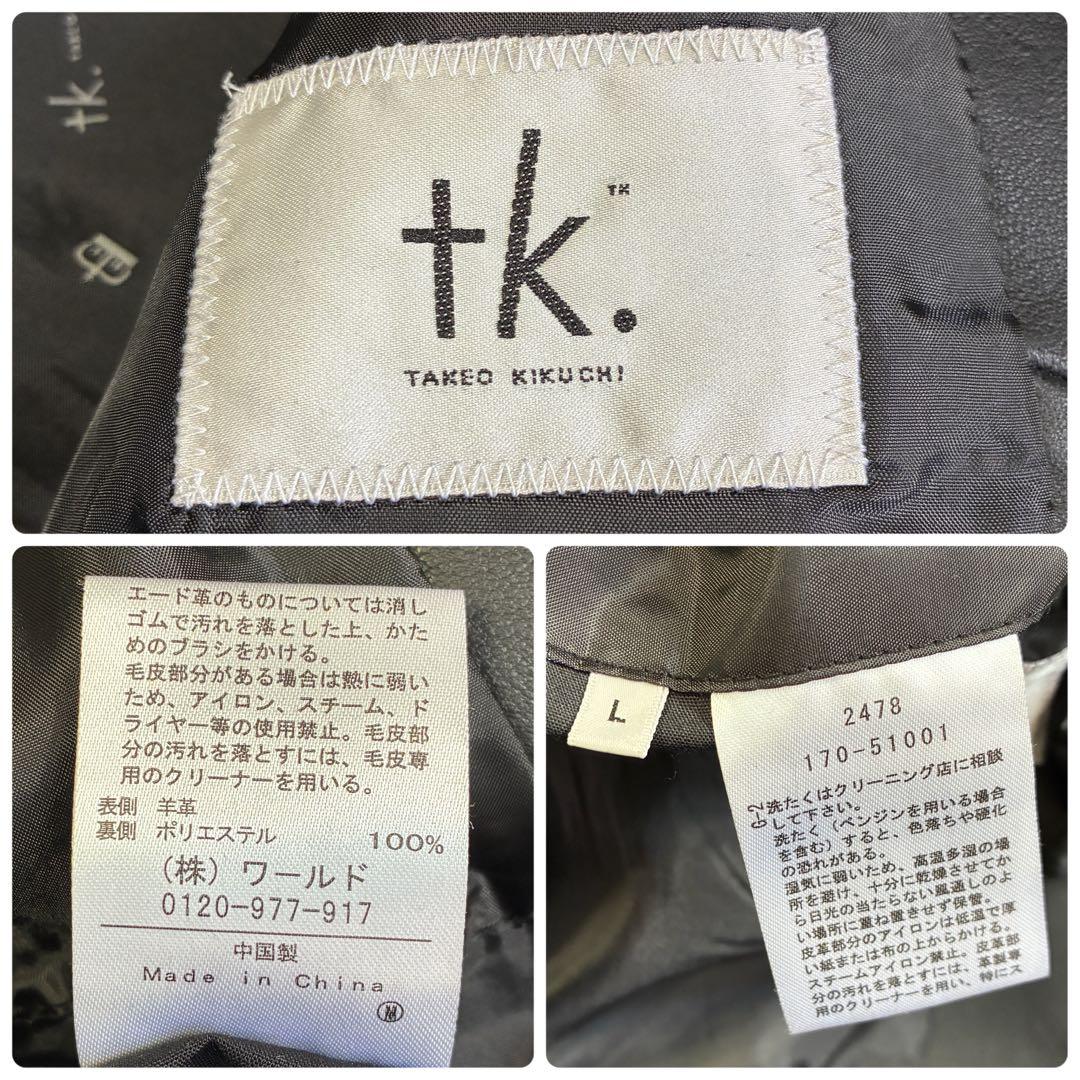 tk.
TAKEO
tk.
TK
TAKEO KIKUCHI
エード革のものについては消し
ゴムで汚れを落とした上、かた
めのブラシをかける。
毛皮部分がある場合は熱に弱い
ため、アイロン、スチーム、ド
ライヤー等の使用禁止。毛皮部
分の汚れを落とすには、毛皮専
用のクリーナーを用いる。
表側 羊革
裏側 ポリエステル 100%
(株) ワールド
0120-977-917
中国製
Made in China
L
2478
170-51001
G-2
洗たくはクリーニング店に相談
して下さい。
洗たく(ベンジンを用いる場合
を含む)すると、色落ちや硬化
の恐れがある。
湿気に弱いため、高温多湿の場
所を避け、十分に乾燥させてか
ら日光の当たらない風通しのよ
い場所に重ね置きせず保管。
皮革部分のアイロンは低温で厚
い紙または布の上からかける。
スチームアイロン禁止。皮革部
分の汚れを落とすには、革製専
用のクリーナーを用い、特にス